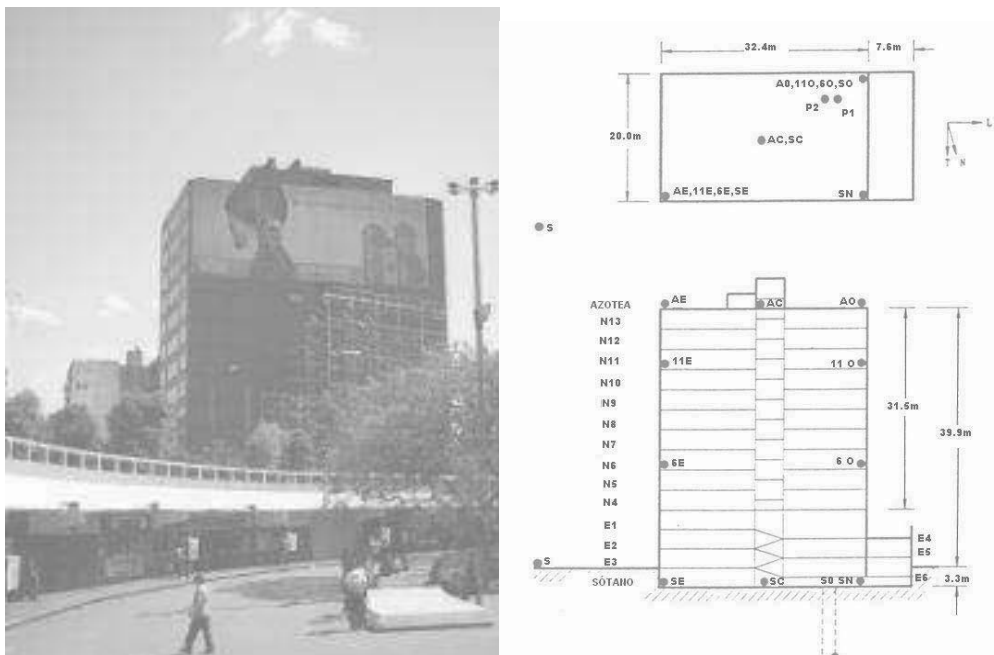 32.4m
7.6m
A0,11O,6O,SO
P2
P1
L
20.0m
AC,SC
T
N
AE,11E,6E,SE
SN
S
AZOTEA
AE
AC
AO
N13
N12
N11
11E
11 O
N10
N9
31.5m
N8
39.9m
N7
N6
6E
6 O
N5
N4
E1
E4
E2
E5
S
E3
SÓTANO
SE
SC
S0 SN
E6
3.3m